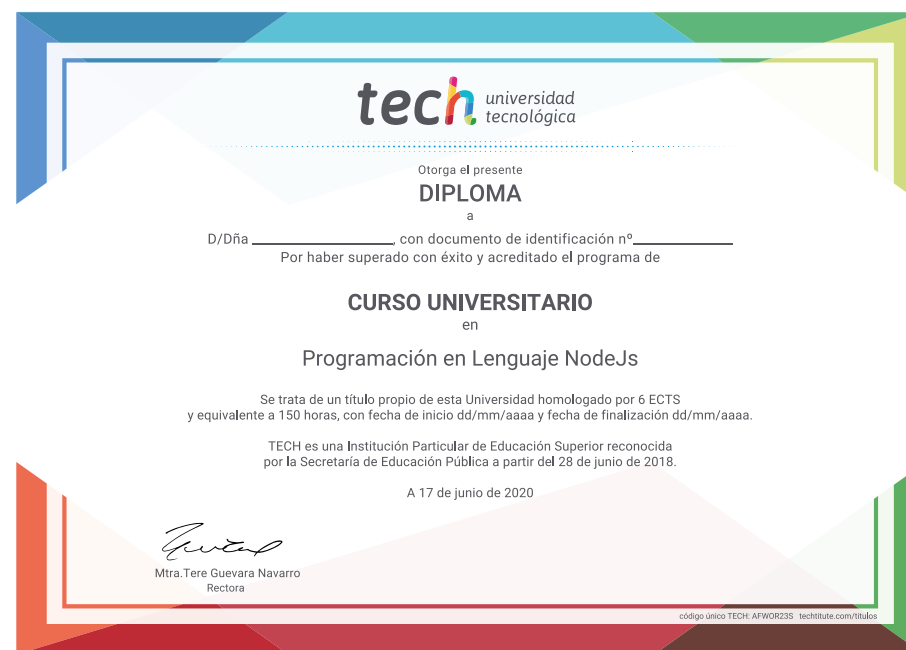 tech universidad
tecnológica
Otorga el presente
DIPLOMA
a
D/Dña ____________________, con documento de identificación nº______________
Por haber superado con éxito y acreditado el programa de
CURSO UNIVERSITARIO
en
Programación en Lenguaje NodeJs
Se trata de un título propio de esta Universidad homologado por 6 ECTS
y equivalente a 150 horas, con fecha de inicio dd/mm/aaaa y fecha de finalización dd/mm/aaaa.
TECH es una Institución Particular de Educación Superior reconocida
por la Secretaría de Educación Pública a partir del 28 de junio de 2018.
A 17 de junio de 2020
Mtra.Tere Guevara Navarro
Rectora
código único TECH: AFWOR23S techtitute.com/titulos